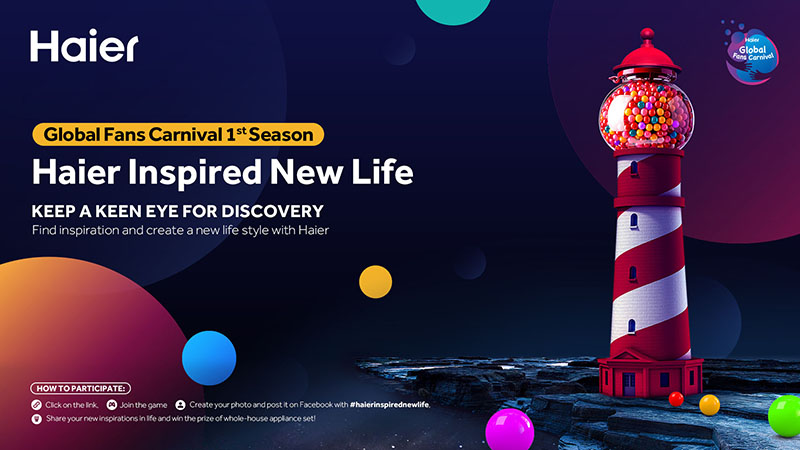 Haier
Haier
Global
Fans Carnival
Global Fans Carnival 1st Season
Haier Inspired New Life
KEEP A KEEN EYE FOR DISCOVERY
Find inspiration and create a new life style with Haier
HOW TO PARTICIPATE:
Click on the link, Join the game Create your photo and post it on Facebook with #haierinspirednewlife,
Share your new inspirations in life and win the prize of whole-house appliance set!